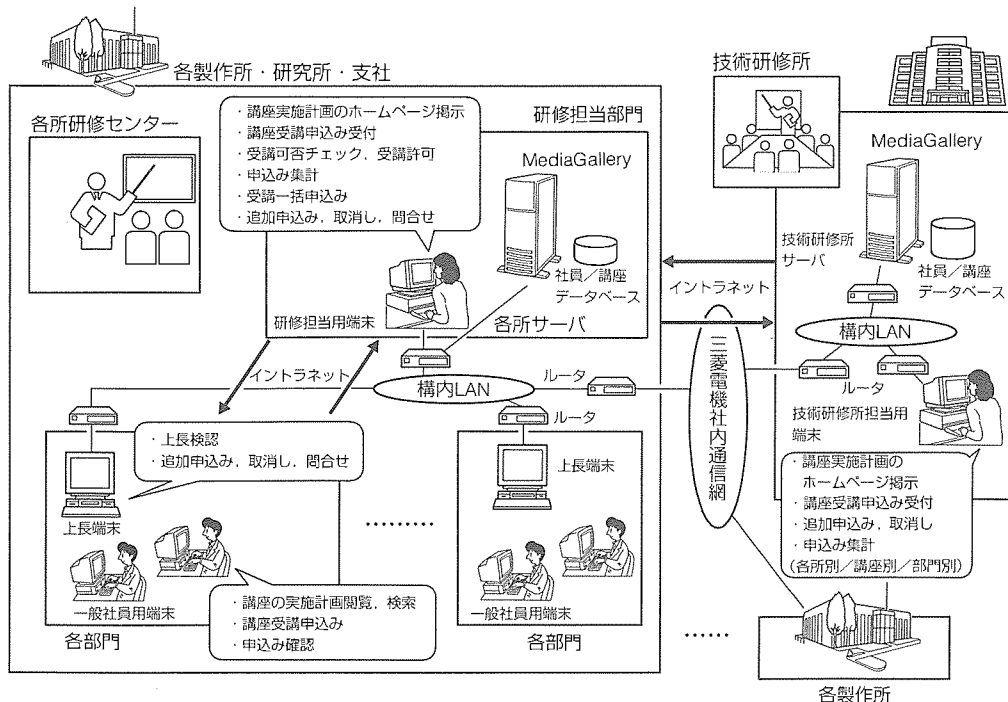 各製作所・研究所・支社
各所研修センター
・講座実施計画のホームページ掲示
・講座受講申込み受付
・受講可否チェック，受講許可
・申込み集計
・受講一括申込み
・追加申込み，取消し，問合せ
研修担当部門
MediaGallery
社員／講座
データベース
研修担当用端末
各所サーバ
イントラネット
構内LAN
ルータ
ルータ
・上長検認
・追加申込み，取消し，問合せ
上長端末
一般社員用端末
各部門
・講座の実施計画閲覧，検索
・講座受講申込み
・申込み確認
………
上長端末
一般社員用端末
各部門
イントラネット
三菱電機社内通信網
技術研修所
MediaGallery
技術研修所
サーバ
社員／講座
データベース
構内LAN
ルータ
技術研修所担当用
端末
・講座実施計画の
ホームページ掲示
・講座受講申込み受付
・追加申込み，取消し
・申込み集計
（各所別／講座別／部門別）
……
各製作所